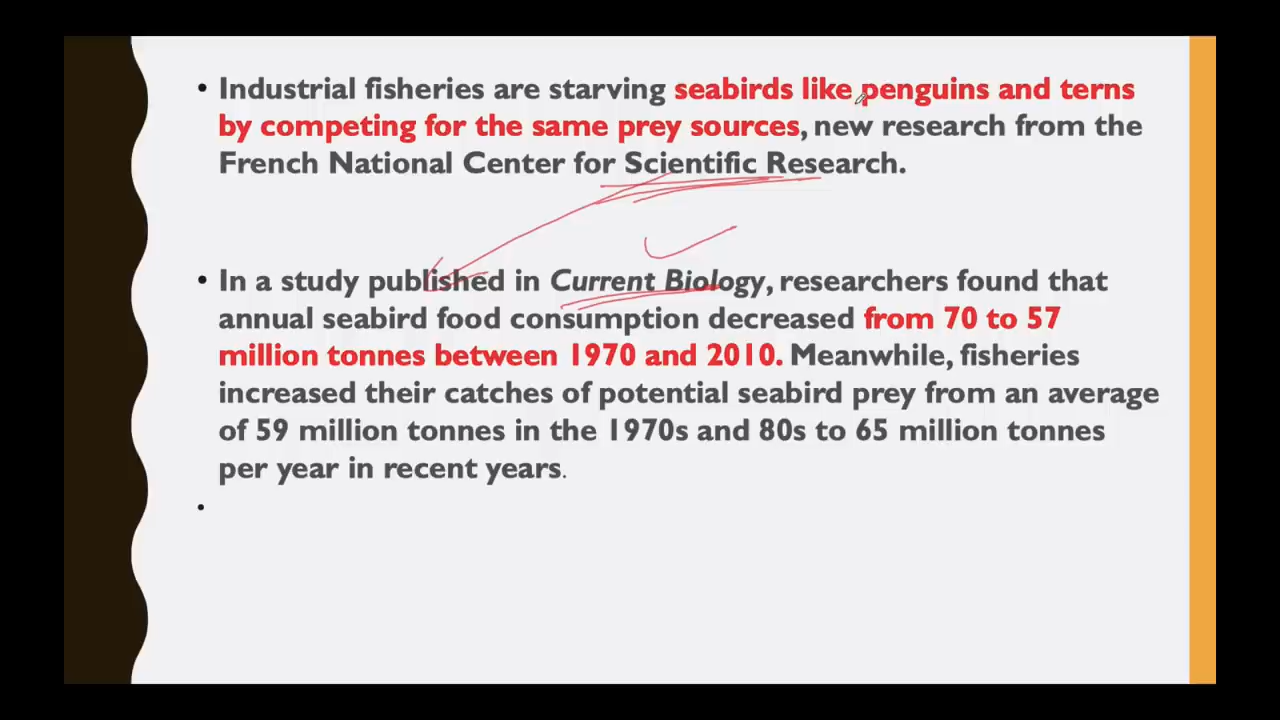 • Industrial fisheries are starving seabirds like penguins and terns
by competing for the same prey sources, new research from the
French National Center for Scientific Research.
• In a study published in Current Biology, researchers found that
annual seabird food consumption decreased from 70 to 57
million tonnes between 1970 and 2010. Meanwhile, fisheries
increased their catches of potential seabird prey from an average
of 59 million tonnes in the 1970s and 80s to 65 million tonnes
per year in recent years.
•